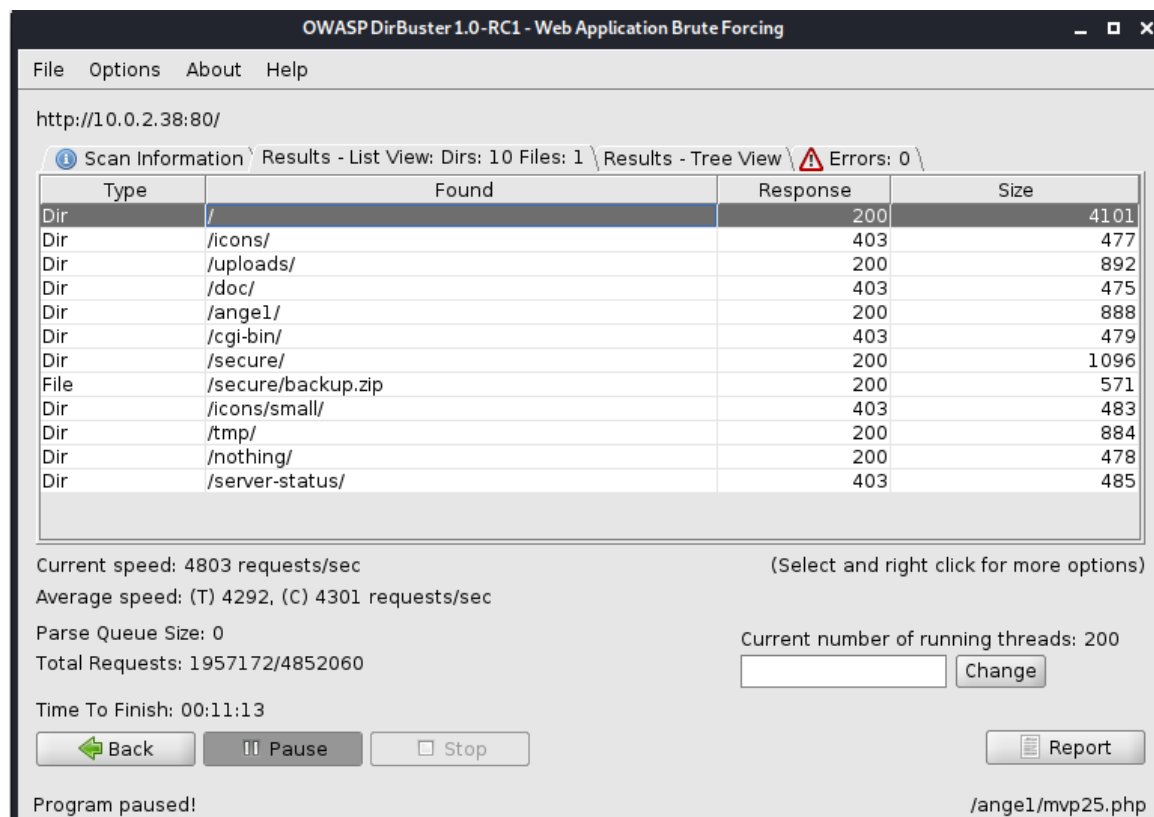 OWASP DirBuster 1.0-RC1 - Web Application Brute Forcing
File Options About Help
http://10.0.2.38:80/
Scan Information Results - List View: Dirs: 10 Files: 1 Results - Tree View Errors: 0
Type Found Response Size
Dir / 200 4101
Dir /icons/ 403 477
Dir /uploads/ 200 892
Dir /doc/ 403 475
Dir /ange1/ 200 888
Dir /cgi-bin/ 403 479
Dir /secure/ 200 1096
File /secure/backup.zip 200 571
Dir /icons/small/ 403 483
Dir /tmp/ 200 884
Dir /nothing/ 200 478
Dir /server-status/ 403 485
Current speed: 4803 requests/sec (Select and right click for more options)
Average speed: (T) 4292, (C) 4301 requests/sec
Parse Queue Size: 0
Current number of running threads: 200
Total Requests: 1957172/4852060
Change
Time To Finish: 00:11:13
Back Pause Stop Report
Program paused! /ange1/mvp25.php